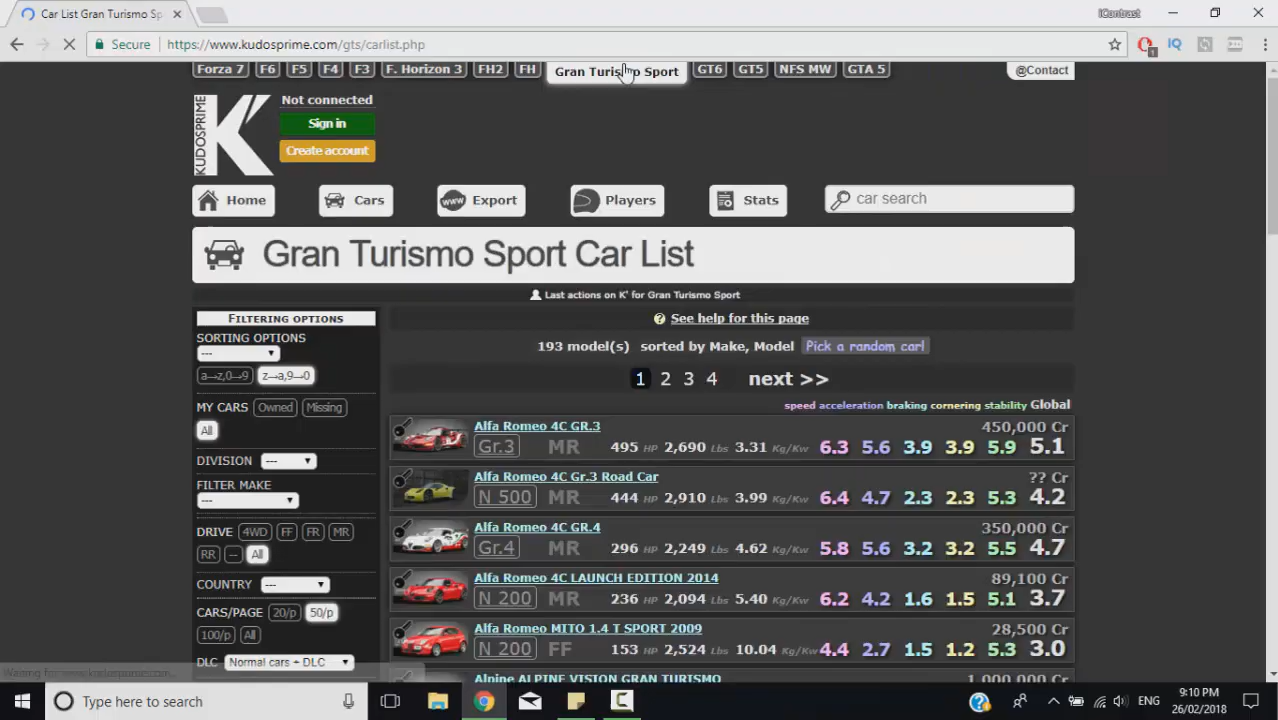 Car List Gran Turismo Sp
iContrast
Secure https://www.kudosprime.com/gts/carlist.php
Forza 7 F6 F5 F4 F3 F. Horizon 3 FH2 FH Gran Turismo Sport GT6 GT5 NFS MW GTA 5 @Contact
KUDOSPRIME
Not connected
Sign in
Create account
Home Cars Export Players Stats car search
Gran Turismo Sport Car List
Last actions on K' for Gran Turismo Sport
FILTERING OPTIONS
SORTING OPTIONS
---
a→z,0→9 z→a,9→0
MY CARS Owned Missing
All
DIVISION ---
FILTER MAKE
---
DRIVE 4WD FF FR MR
RR -- All
COUNTRY ---
CARS/PAGE 20/p 50/p
100/p All
DLC Normal cars + DLC
See help for this page
193 model(s) sorted by Make, Model Pick a random car!
1 2 3 4 next >>
speed acceleration braking cornering stability Global
Alfa Romeo 4C GR.3 450,000 Cr
Gr.3 MR 495 HP 2,690 Lbs 3.31 Kg/Kw 6.3 5.6 3.9 3.9 5.9 5.1
Alfa Romeo 4C Gr.3 Road Car ?? Cr
N 500 MR 444 HP 2,910 Lbs 3.99 Kg/Kw 6.4 4.7 2.3 2.3 5.3 4.2
Alfa Romeo 4C GR.4 350,000 Cr
Gr.4 MR 296 HP 2,249 Lbs 4.62 Kg/Kw 5.8 5.6 3.2 3.2 5.5 4.7
Alfa Romeo 4C LAUNCH EDITION 2014 89,100 Cr
N 200 MR 236 HP 2,094 Lbs 5.40 Kg/Kw 6.2 4.2 1.6 1.5 5.1 3.7
Alfa Romeo MITO 1.4 T SPORT 2009 28,500 Cr
N 200 FF 153 HP 2,524 Lbs 10.04 Kg/Kw 4.4 2.7 1.5 1.2 5.3 3.0
Alpine ALPINE VISION GRAN TURISMO 1,000,000 Cr
Waiting for www.kudosprime.com...
Type here to search
ENG
9:10 PM
26/02/2018